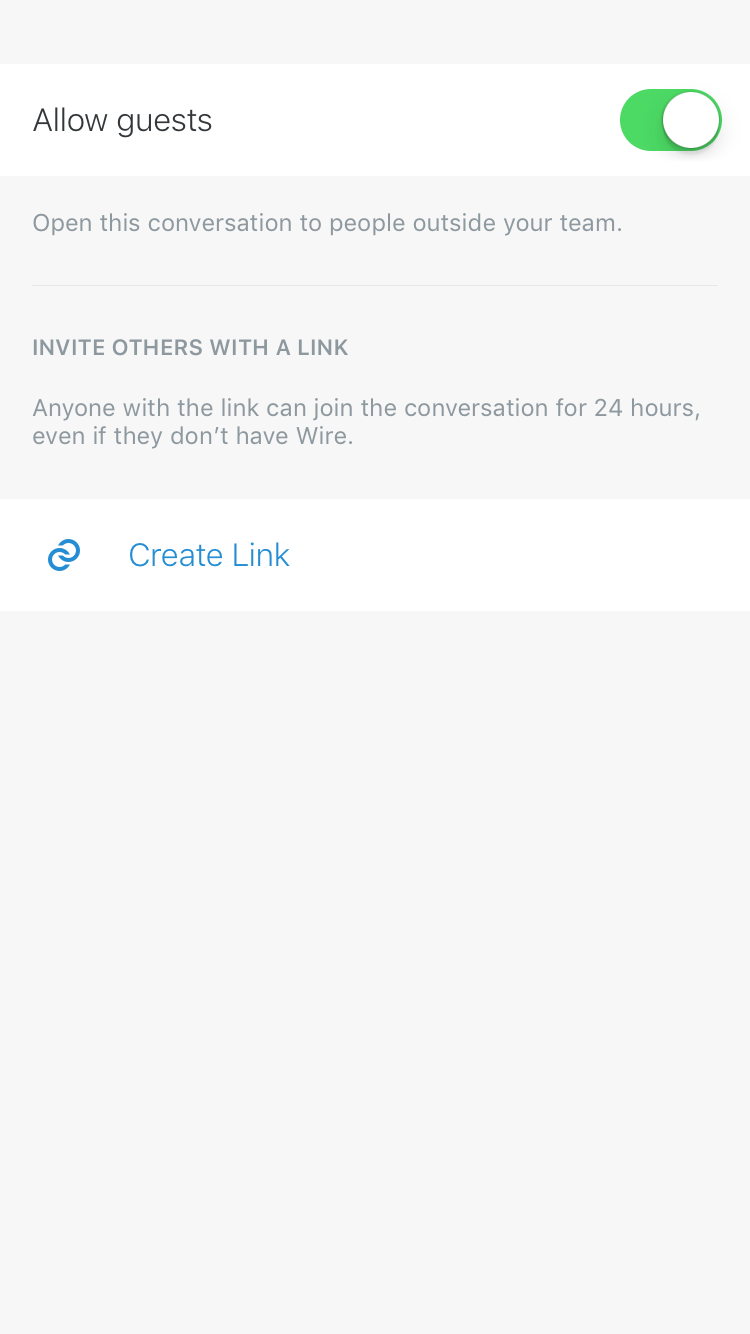 Allow guests
Open this conversation to people outside your team.
INVITE OTHERS WITH A LINK
Anyone with the link can join the conversation for 24 hours,
even if they don’t have Wire.
Create Link